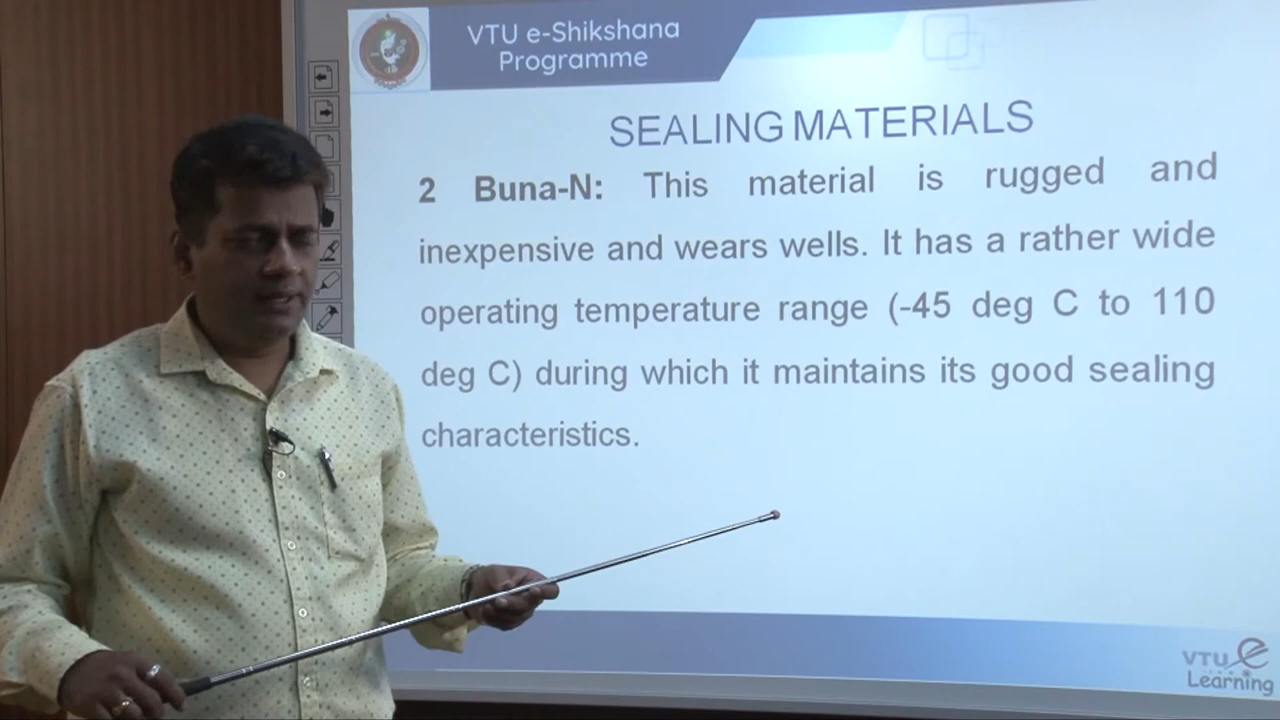 VTU e-Shikshana
Programme
SEALING MATERIALS
2 Buna-N: This material is rugged and
inexpensive and wears wells. It has a rather wide
operating temperature range (-45 deg C to 110
deg C) during which it maintains its good sealing
characteristics.
VTU e
Learning